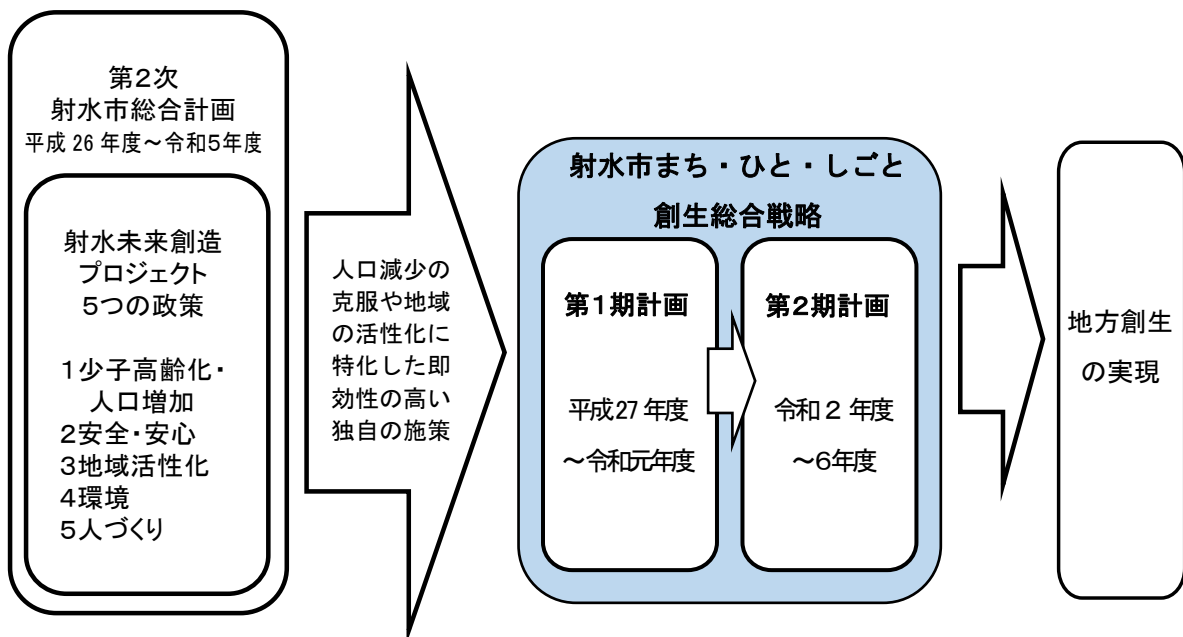 第2次
射水市総合計画
平成 26 年度～令和5年度
射水未来創造
プロジェクト
5つの政策
1少子高齢化・
人口増加
2安全・安心
3地域活性化
4環境
5人づくり
人口減少の
克服や地域
の活性化に
特化した即
効性の高い
独自の施策
射水市まち・ひと・しごと
創生総合戦略
第1期計画
平成27 年度
～令和元年度
第2期計画
令和 2 年度
～6年度
地方創生
の実現